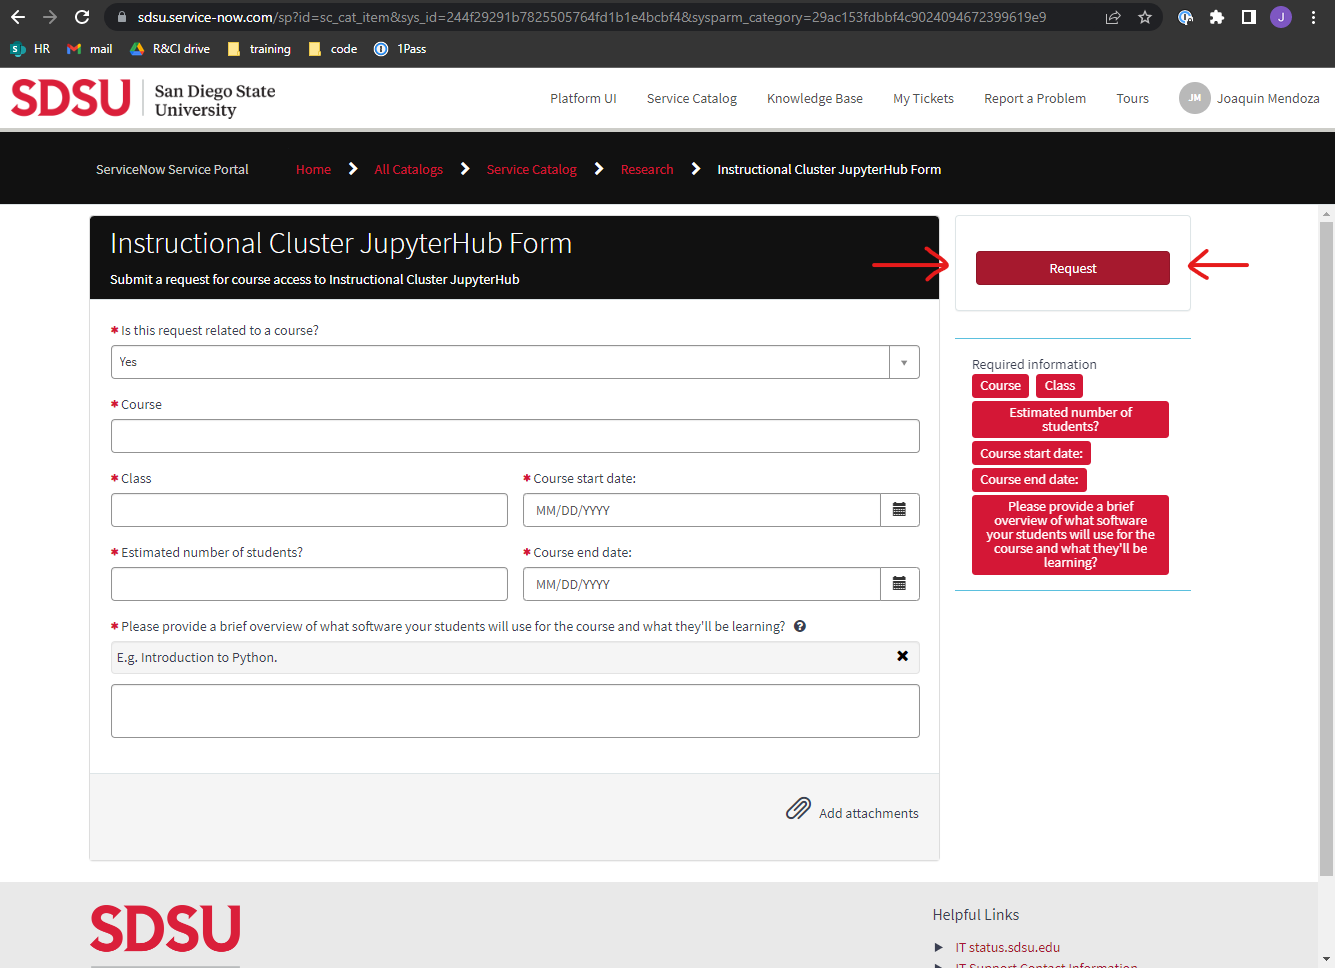 sdsu.service-now.com/sp?id=sc_cat_item&sys_id=244f29291b7825505764fd1b1e4bcbf4&sysparm_category=29ac153fdbbf4c9024094672399619e9
J
S HR mail R&CI drive training code 1Pass
SDSU San Diego State University
Platform UI Service Catalog Knowledge Base My Tickets Report a Problem Tours JM Joaquin Mendoza
ServiceNow Service Portal Home All Catalogs Service Catalog Research Instructional Cluster JupyterHub Form
Instructional Cluster JupyterHub Form
Submit a request for course access to Instructional Cluster JupyterHub
Request
* Is this request related to a course?
Yes
* Course
* Class
* Course start date:
MM/DD/YYYY
* Estimated number of students?
* Course end date:
MM/DD/YYYY
* Please provide a brief overview of what software your students will use for the course and what they'll be learning? ?
E.g. Introduction to Python.
Add attachments
Required information
Course Class
Estimated number of
students?
Course start date:
Course end date:
Please provide a brief
overview of what software
your students will use for the
course and what they'll be
learning?
SDSU
Helpful Links
IT status.sdsu.edu
IT Support Contact Information